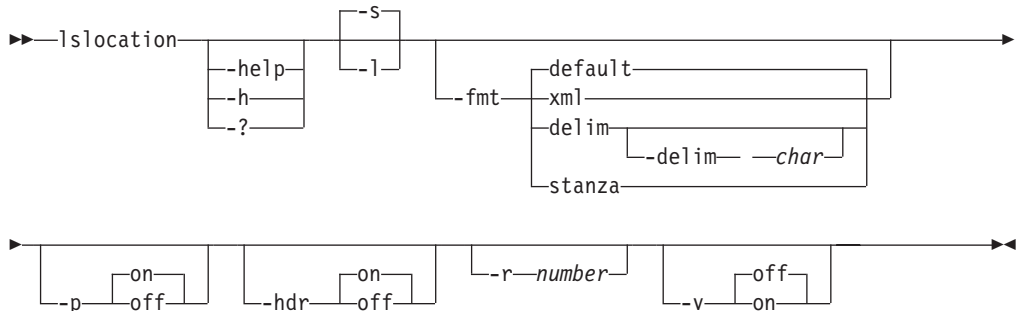 -s
lslocation
-help -l default
-h -fmt xml
-? delim
-delim char
stanza
on on -r number off
-p off -hdr off -v on